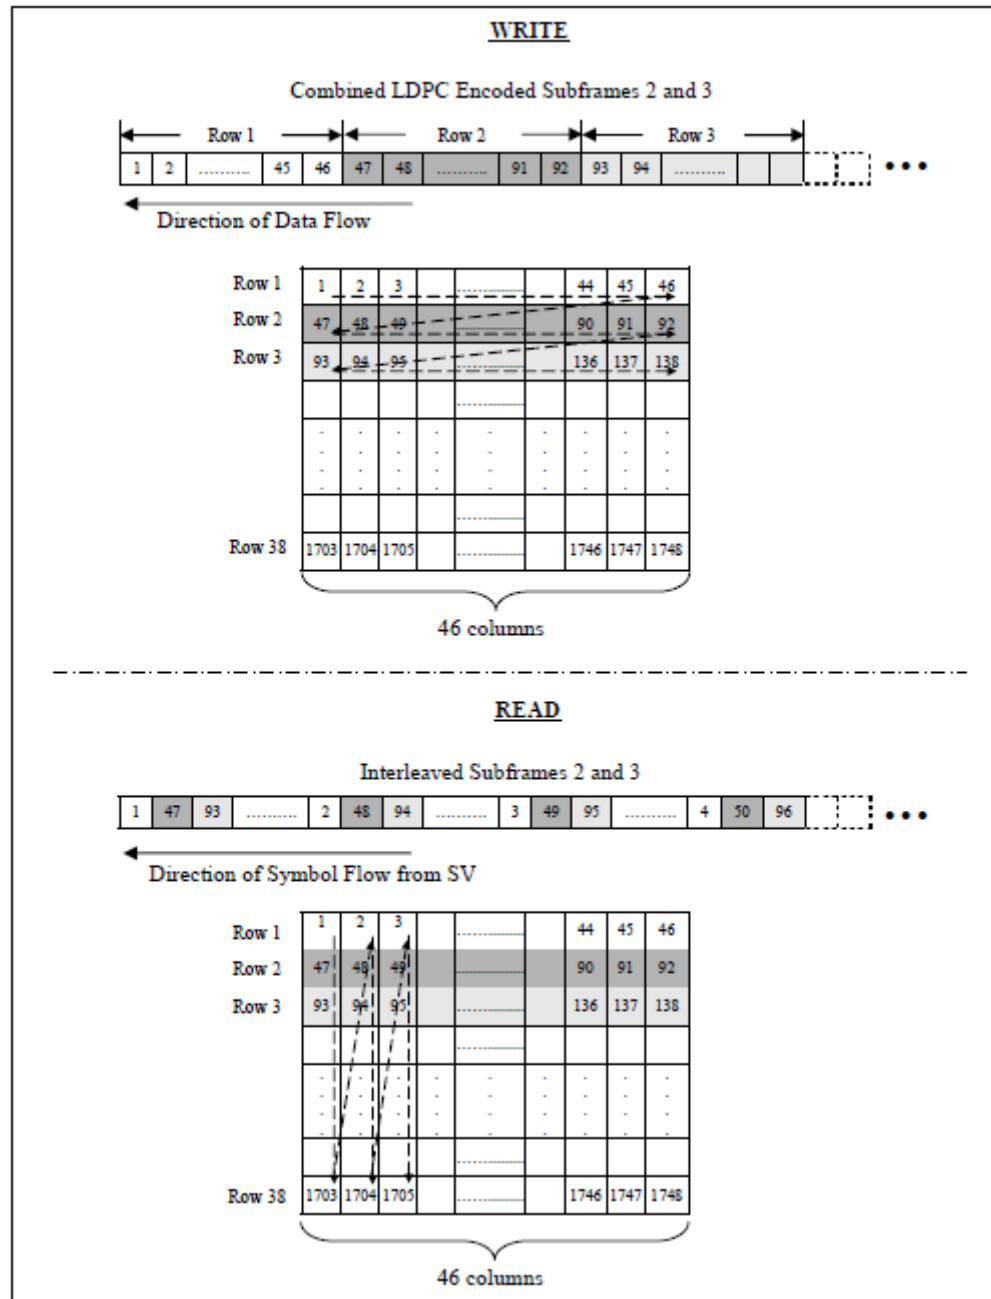 WRITE
Combined LDPC Encoded Subframes 2 and 3
Row 1 Row 2 Row 3
1 2 ........... 45 46 47 48 ........... 91 92 93 94 ........... •••
Direction of Data Flow
Row 1 1 2 3 ........... 44 45 46
Row 2 47 48 49 ........... 90 91 92
Row 3 93 94 95 ........... 136 137 138
Row 38 1703 1704 1705 ........... 1746 1747 1748
46 columns
READ
Interleaved Subframes 2 and 3
1 47 93 ........... 2 48 94 ........... 3 49 95 ........... 4 50 96 •••
Direction of Symbol Flow from SV
Row 1 1 2 3 ........... 44 45 46
Row 2 47 48 49 ........... 90 91 92
Row 3 93 94 95 ........... 136 137 138
Row 38 1703 1704 1705 ........... 1746 1747 1748
46 columns